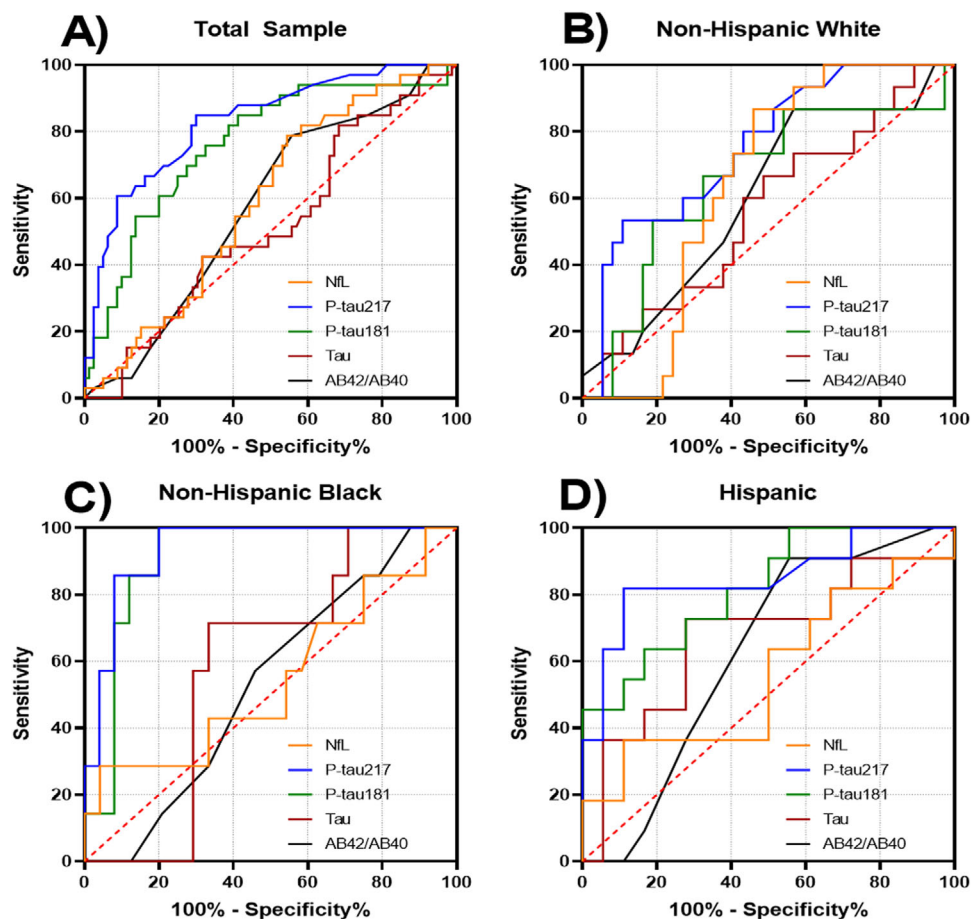 A) Total Sample
100
80
60
40
20
0
Sensitivity
NfL
P-tau217
P-tau181
Tau
AB42/AB40
0 20 40 60 80 100
100% - Specificity%
B) Non-Hispanic White
100
80
60
40
20
0
Sensitivity
NfL
P-tau217
P-tau181
Tau
AB42/AB40
0 20 40 60 80 100
100% - Specificity%
C) Non-Hispanic Black
100
80
60
40
20
0
Sensitivity
NfL
P-tau217
P-tau181
Tau
AB42/AB40
0 20 40 60 80 100
100% - Specificity%
D) Hispanic
100
80
60
40
20
0
Sensitivity
NfL
P-tau217
P-tau181
Tau
AB42/AB40
0 20 40 60 80 100
100% - Specificity%